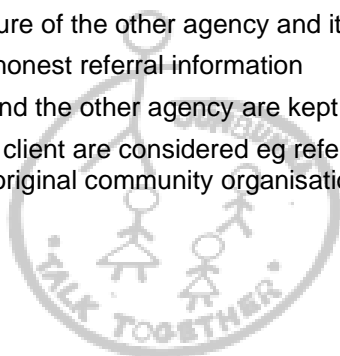 ure of the other agency and it
honest referral information
nd the other agency are kept
client are considered eg refe
original community organisatio
TALK TOGETHER